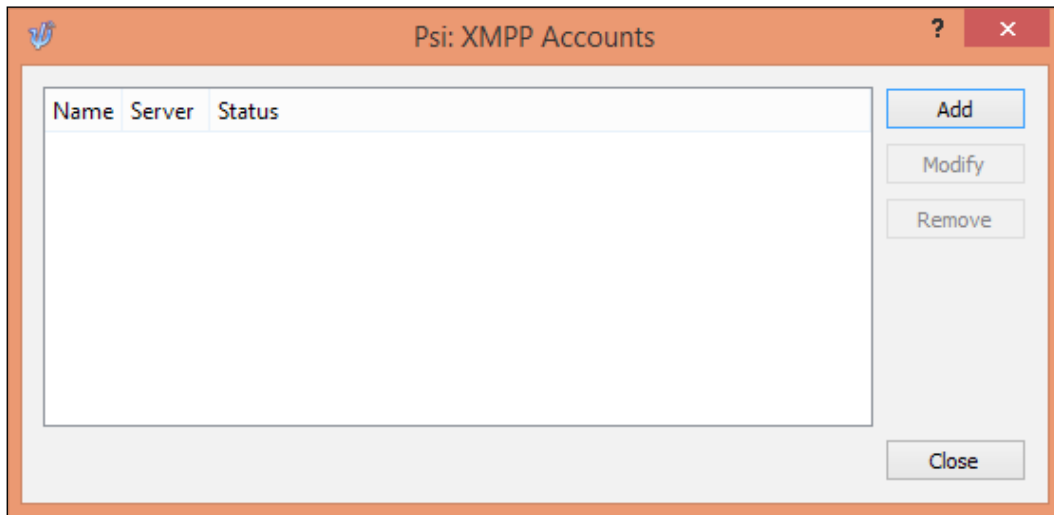 Psi: XMPP Accounts
?
Name Server Status
Add
Modify
Remove
Close